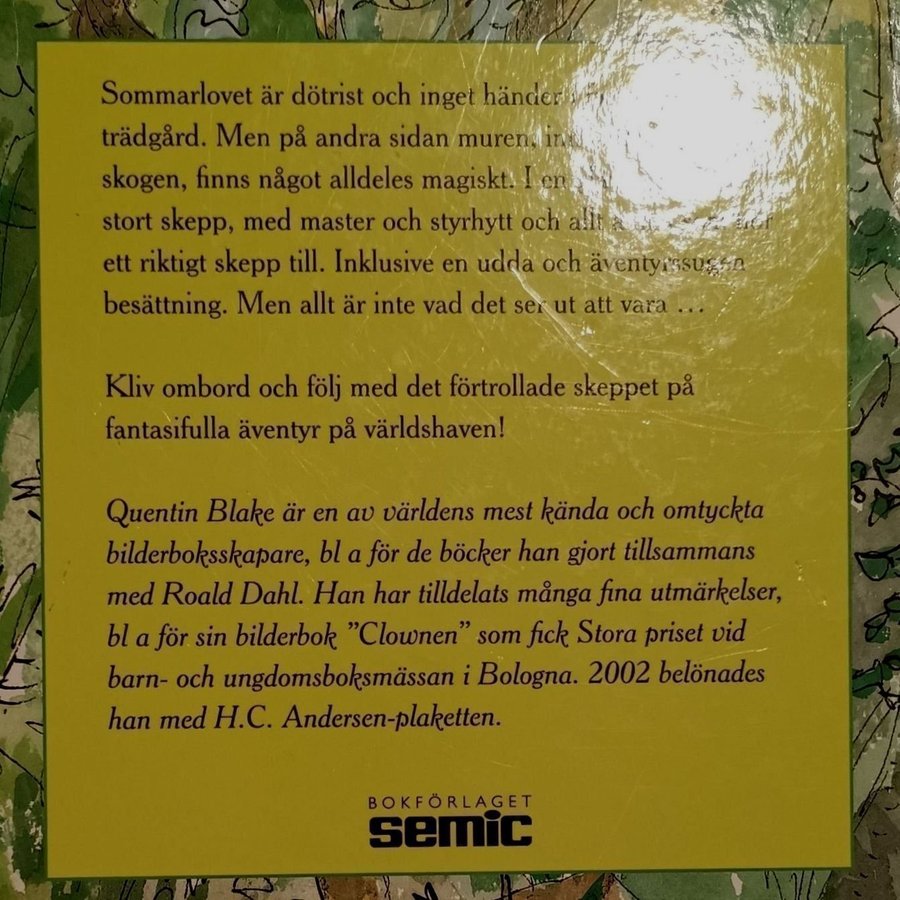 Sommarlovet är dötrist och inget händer
trädgård. Men på andra sidan muren,
skogen, finns något alldeles magiskt. I en
stort skepp, med master och styrhytt och allt
ett riktigt skepp till. Inklusive en udda och äventyrssugen
besättning. Men allt är inte vad det ser ut att vara ...
Kliv ombord och följ med det förtrollade skeppet på
fantasifulla äventyr på världshaven!
Quentin Blake är en av världens mest kända och omtyckta
bilderboksskapare, bl a för de böcker han gjort tillsammans
med Roald Dahl. Han har tilldelats många fina utmärkelser,
bl a för sin bilderbok ”Clownen” som fick Stora priset vid
barn- och ungdomsboksmässan i Bologna. 2002 belönades
han med H.C. Andersen-plaketten.
BOKFÖRLAGET
semic